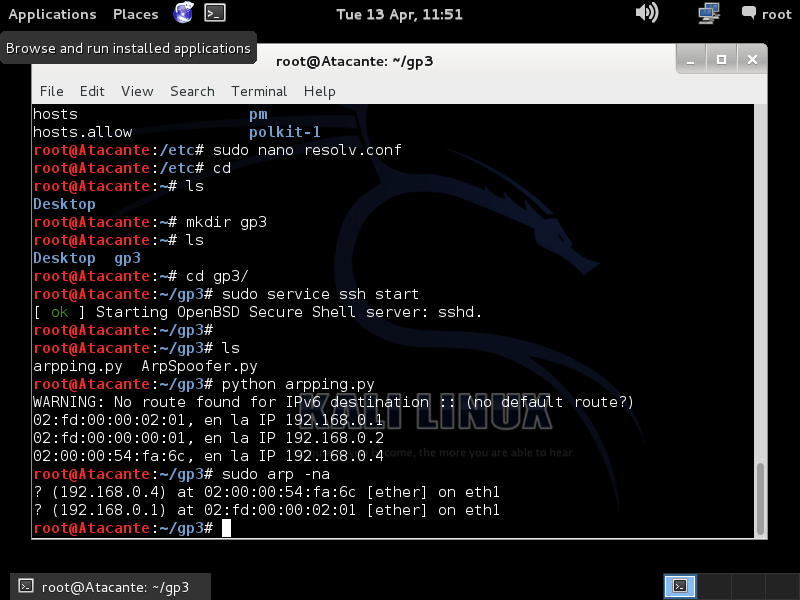 Applications Places Tue 13 Apr, 11:51 root
Browse and run installed applications
root@Atacante: ~/gp3
File Edit View Search Terminal Help
hosts pm
hosts.allow polkit-1
root@Atacante:/etc# sudo nano resolv.conf
root@Atacante:/etc# cd
root@Atacante:~# ls
Desktop
root@Atacante:~# mkdir gp3
root@Atacante:~# ls
Desktop gp3
root@Atacante:~# cd gp3/
root@Atacante:~/gp3# sudo service ssh start
[ ok ] Starting OpenBSD Secure Shell server: sshd.
root@Atacante:~/gp3#
root@Atacante:~/gp3# ls
arpping.py ArpSpoofer.py
root@Atacante:~/gp3# python arpping.py
WARNING: No route found for IPv6 destination :: (no default route?)
02:fd:00:00:02:01, en la IP 192.168.0.1
KALI LINUX
02:fd:00:00:00:01, en la IP 192.168.0.2
02:00:00:54:fa:6c, en la IP 192.168.0.4
become, the more you are able to hear.
root@Atacante:~/gp3# sudo arp -na
? (192.168.0.4) at 02:00:00:54:fa:6c [ether] on eth1
? (192.168.0.1) at 02:fd:00:00:02:01 [ether] on eth1
root@Atacante:~/gp3#
root@Atacante: ~/gp3